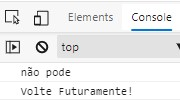 Elements Console
top
não pode
Volte Futuramente!